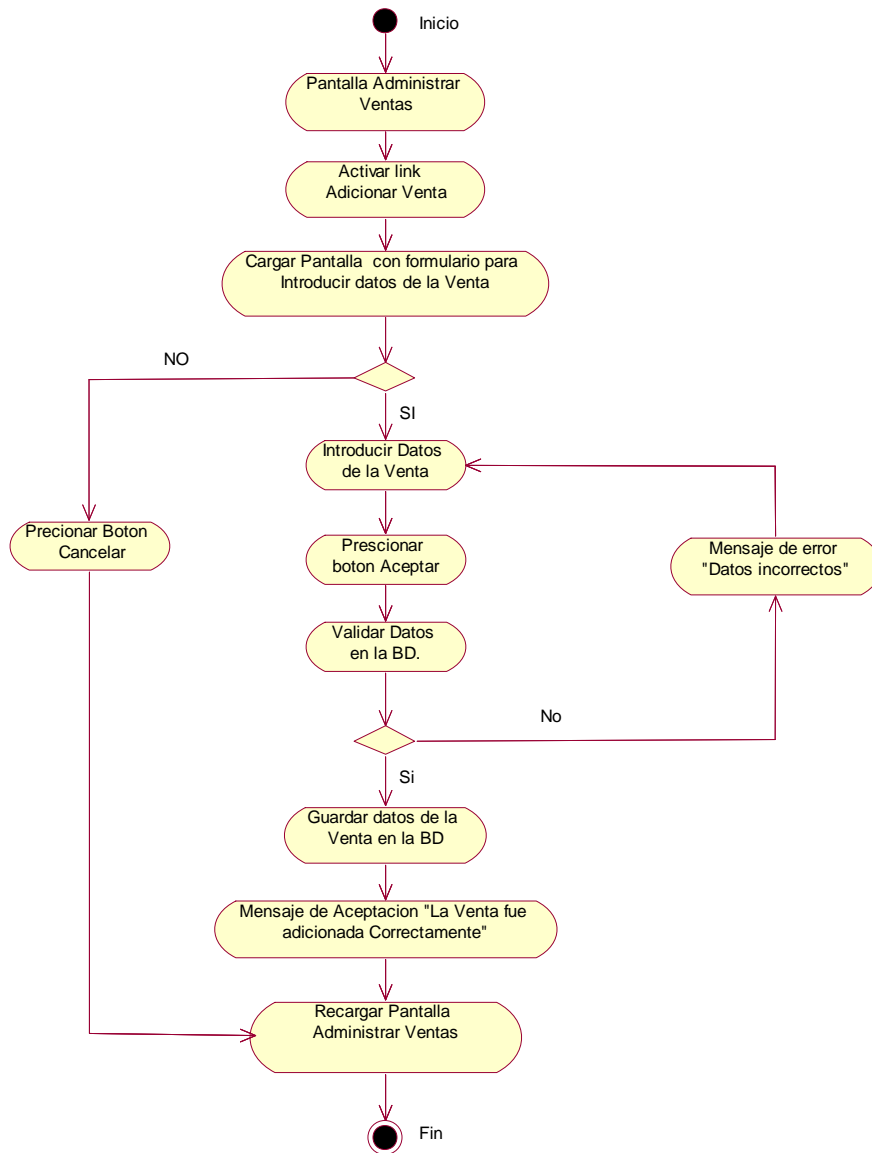 Inicio
Pantalla Administrar
Ventas
Activar link
Adicionar Venta
Cargar Pantalla con formulario para
Introducir datos de la Venta
NO
SI
Introducir Datos
de la Venta
Precionar Boton
Cancelar
Prescionar
boton Aceptar
Mensaje de error
"Datos incorrectos"
Validar Datos
en la BD.
No
Si
Guardar datos de la
Venta en la BD
Mensaje de Aceptacion "La Venta fue
adicionada Correctamente"
Recargar Pantalla
Administrar Ventas
Fin